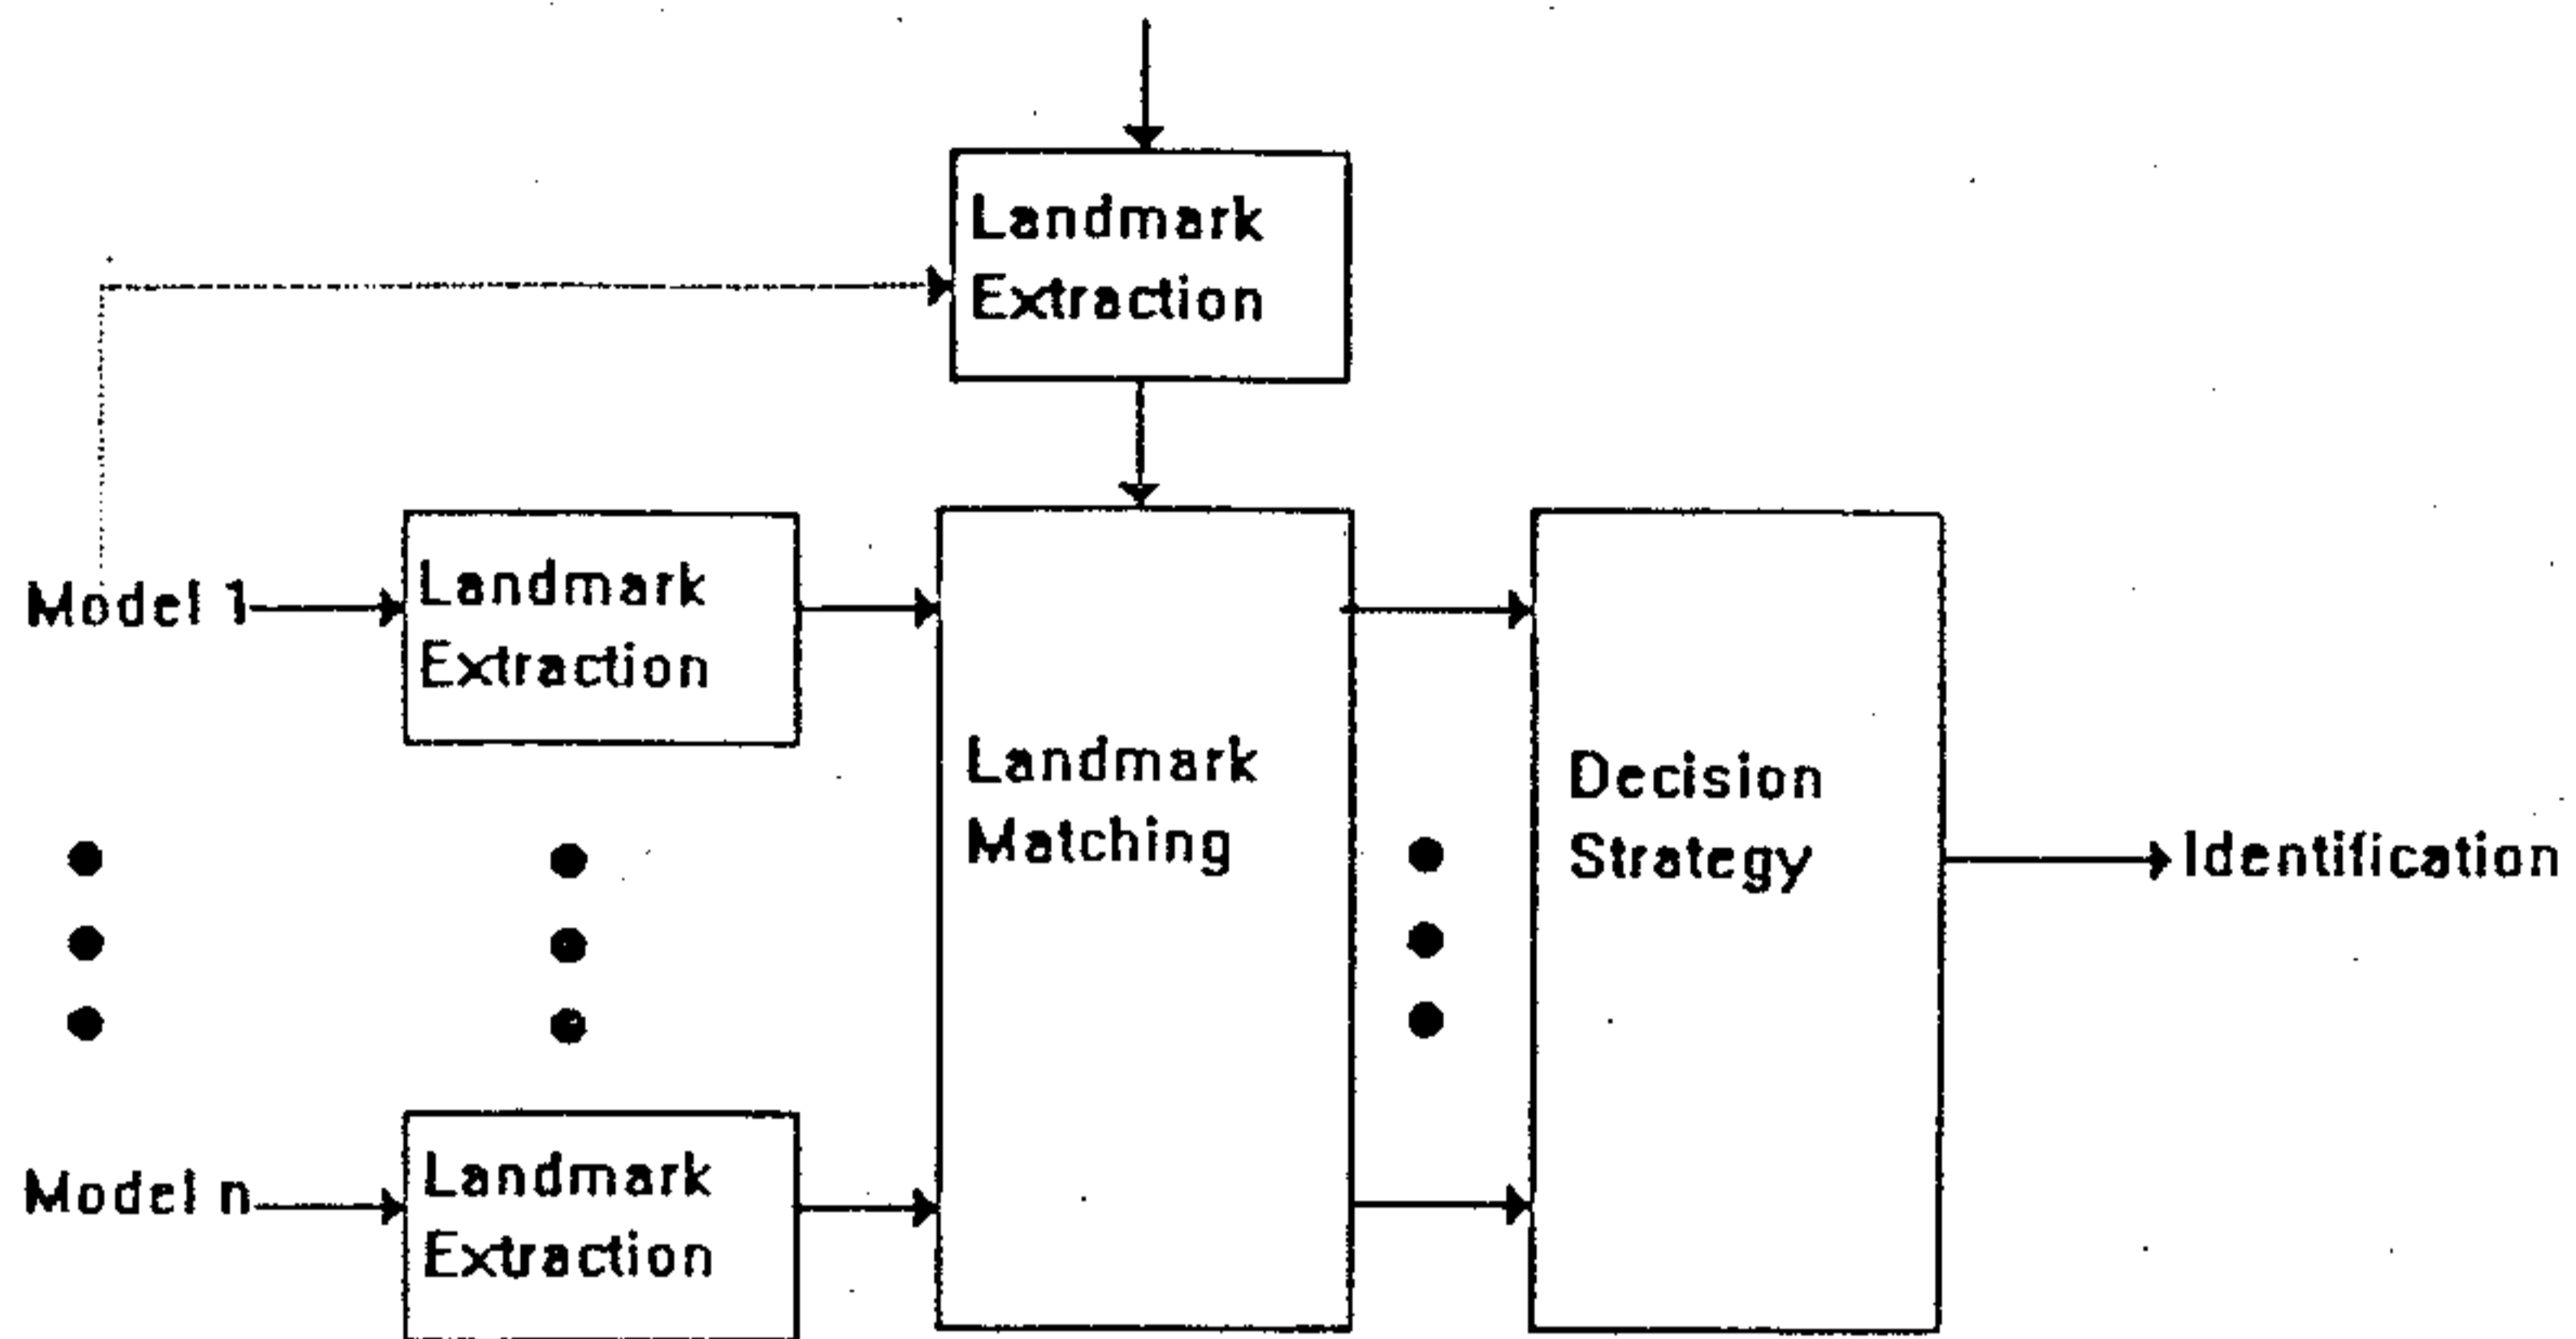 Landmark
Extraction
Model 1
Landmark
Extraction
Landmark
Matching
Decision
Strategy
Identification
Model n
Landmark
Extraction